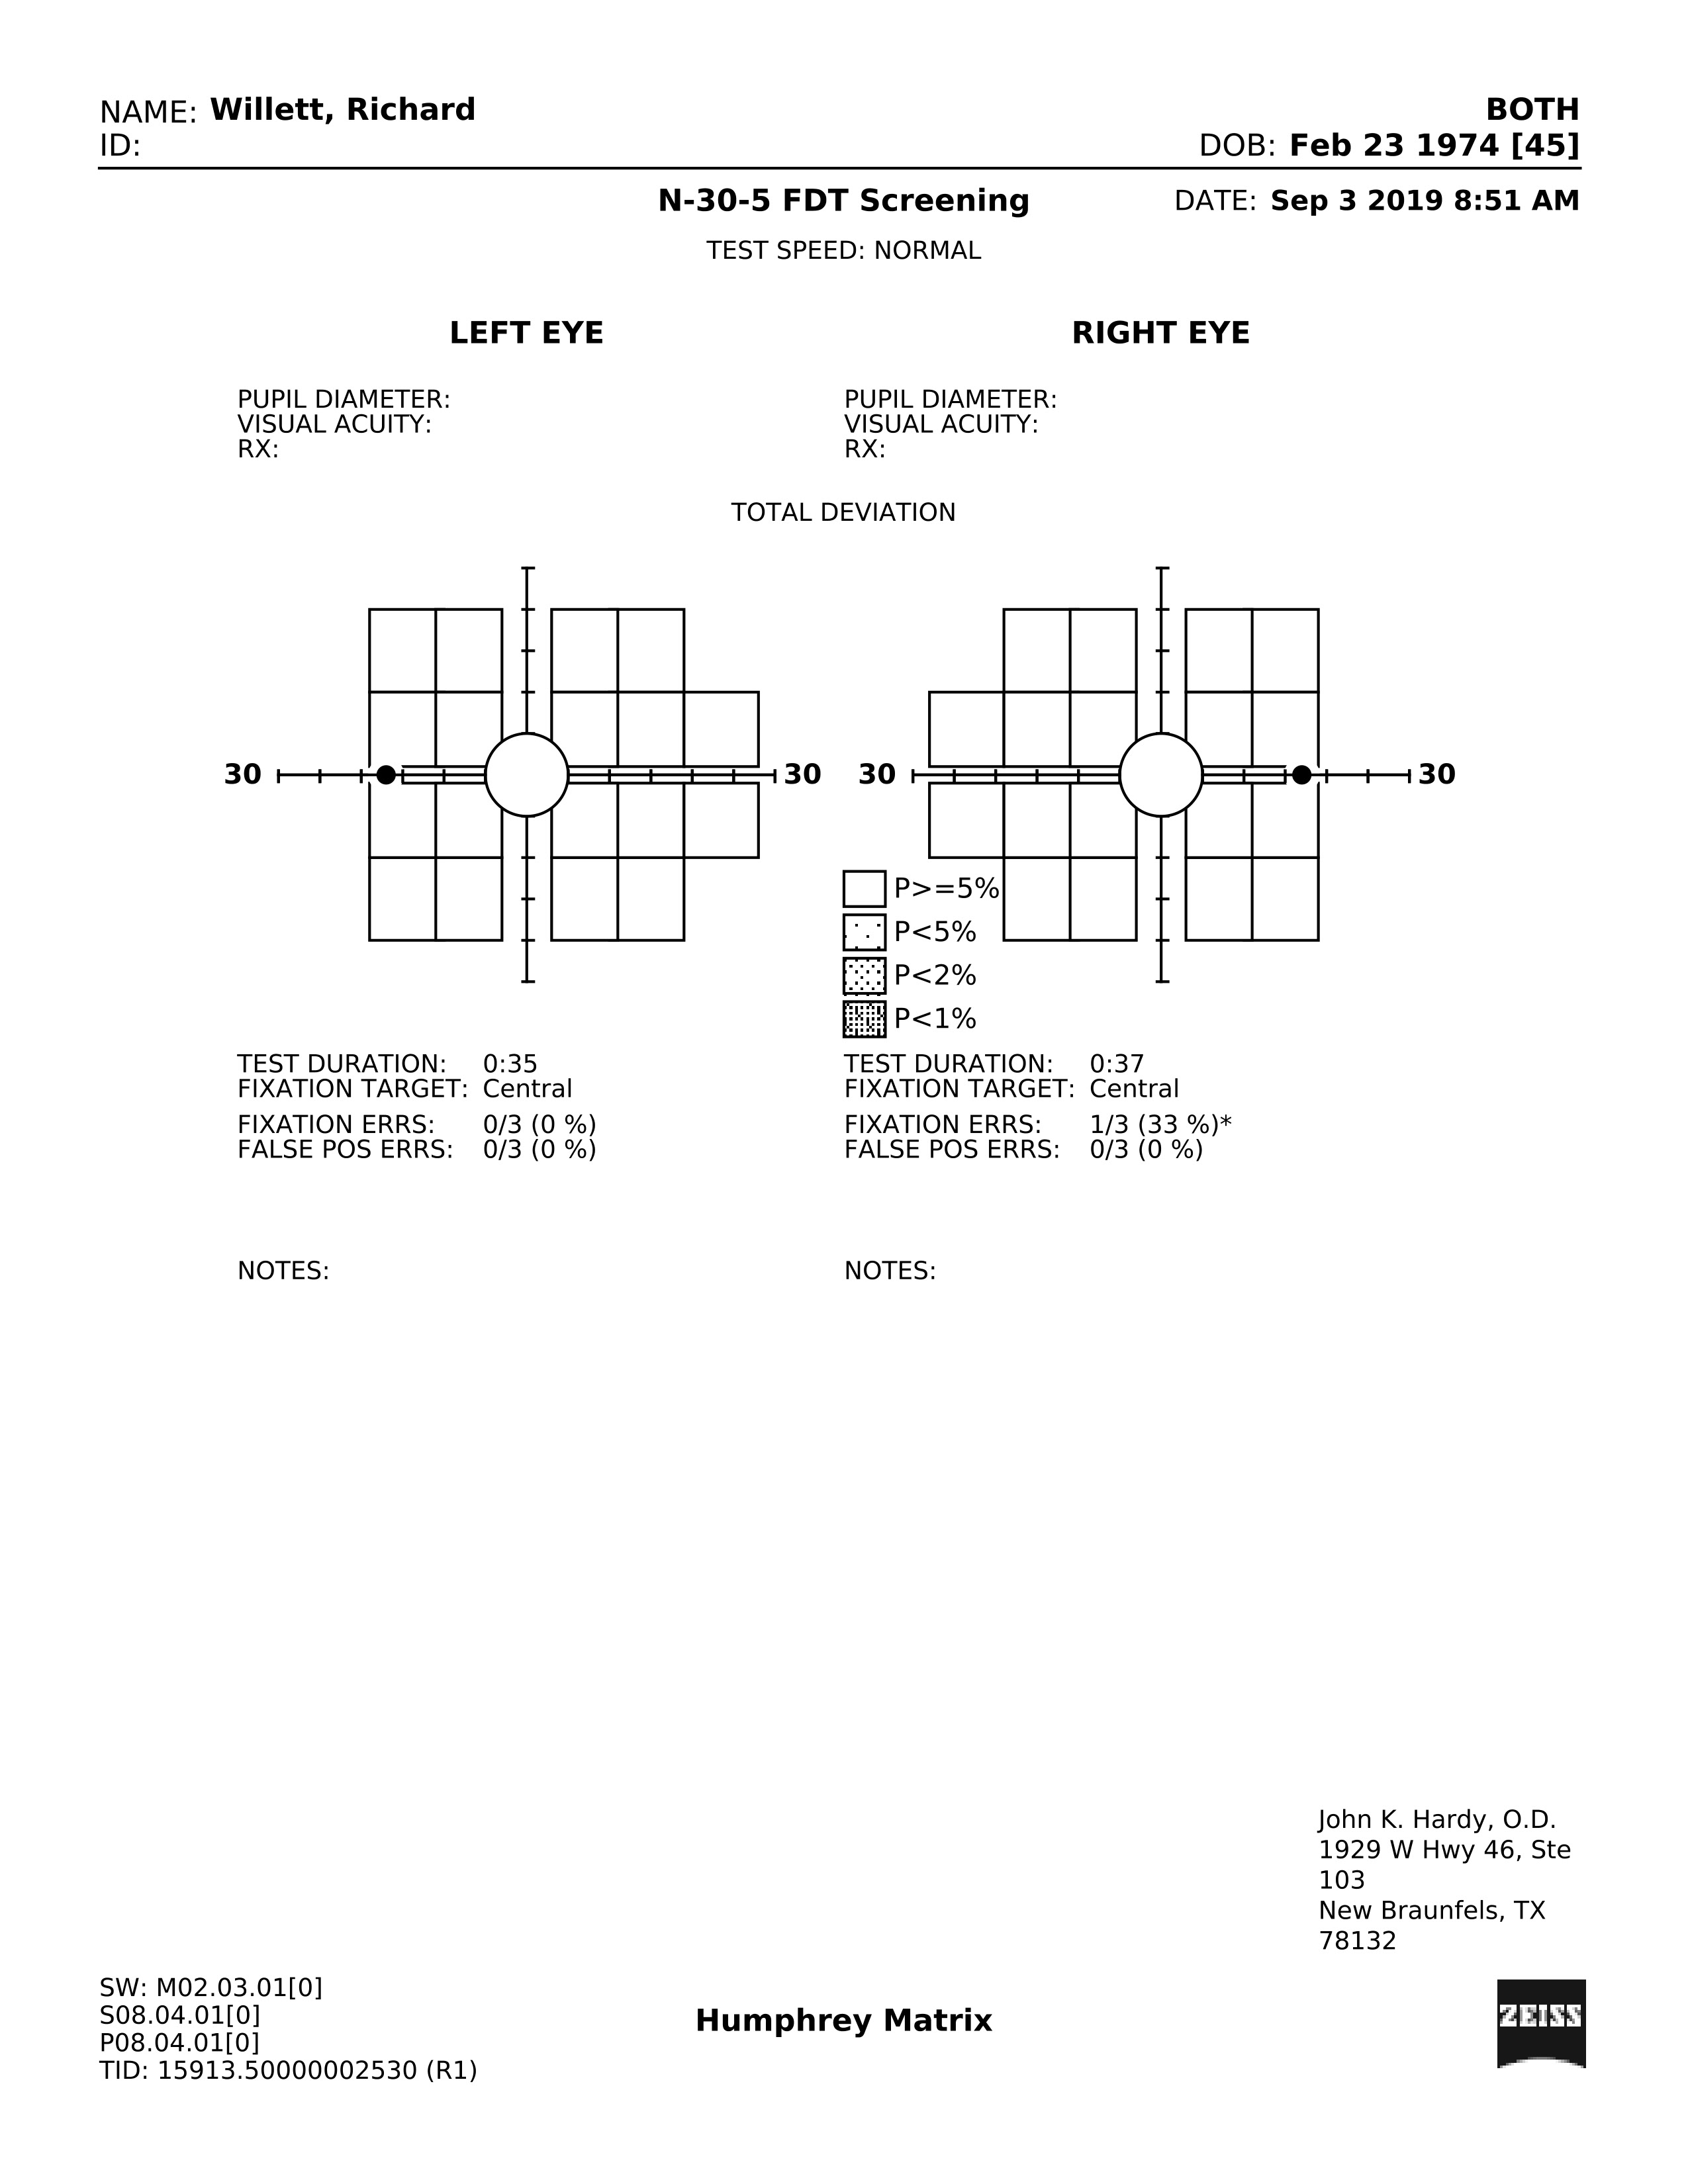 NAME: Willett, Richard
BOTH
ID:
DOB: Feb 23 1974 [45]
N-30-5 FDT Screening
DATE: Sep 3 2019 8:51 AM
TEST SPEED: NORMAL
LEFT EYE
RIGHT EYE
PUPIL DIAMETER:
VISUAL ACUITY:
RX:
PUPIL DIAMETER:
VISUAL ACUITY:
RX:
TOTAL DEVIATION
30
30
30
30
P>=5%
P<5%
P<2%
P<1%
TEST DURATION: 0:35
FIXATION TARGET: Central
FIXATION ERRS: 0/3 (0 %)
FALSE POS ERRS: 0/3 (0 %)
TEST DURATION: 0:37
FIXATION TARGET: Central
FIXATION ERRS: 1/3 (33 %)*
FALSE POS ERRS: 0/3 (0 %)
NOTES:
NOTES:
John K. Hardy, O.D.
1929 W Hwy 46, Ste
103
New Braunfels, TX
78132
SW: M02.03.01[0]
S08.04.01[0]
P08.04.01[0]
TID: 15913.50000002530 (R1)
Humphrey Matrix